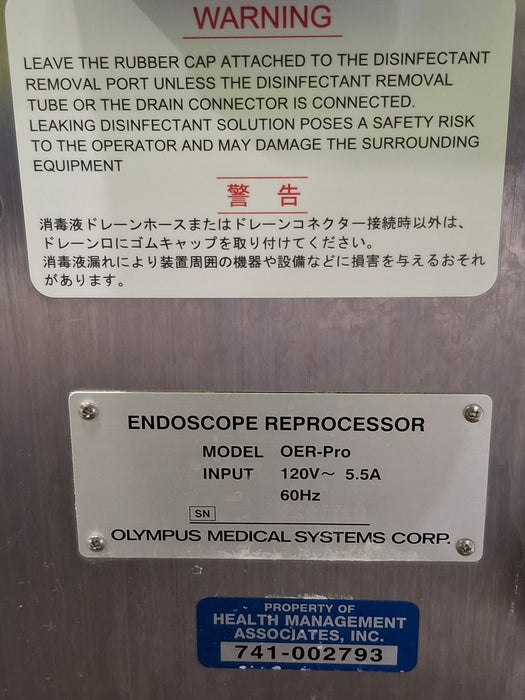 WARNING
LEAVE THE RUBBER CAP ATTACHED TO THE DISINFECTANT
REMOVAL PORT UNLESS THE DISINFECTANT REMOVAL
TUBE OR THE DRAIN CONNECTOR IS CONNECTED.
LEAKING DISINFECTANT SOLUTION POSES A SAFETY RISK
TO THE OPERATOR AND MAY DAMAGE THE SURROUNDING
EQUIPMENT
警 告
消毒液ドレーンホースまたはドレーンコネクター接続時以外は、
ドレーン口にゴムキャップを取り付けてください。
消毒液漏れにより装置周囲の機器や設備などに損害を与えるおそれ
があります。
ENDOSCOPE REPROCESSOR
MODEL OER-Pro
INPUT 120V～ 5.5A
60Hz
SN
OLYMPUS MEDICAL SYSTEMS CORP.
PROPERTY OF
HEALTH MANAGEMENT
ASSOCIATES, INC.
741-002793